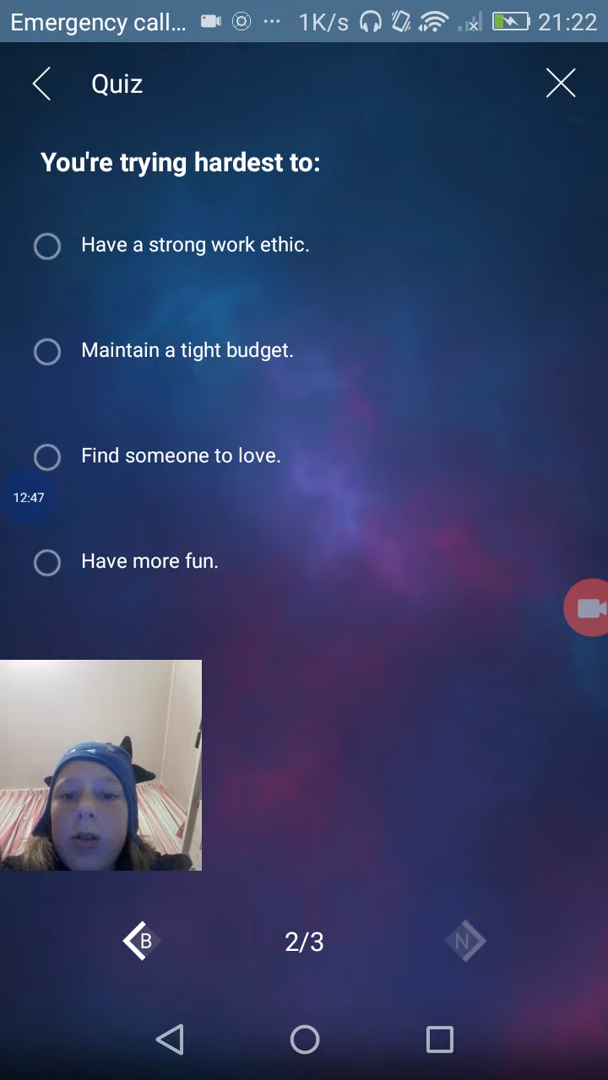 Emergency call... ... 1K/s 21:22
Quiz
You're trying hardest to:
Have a strong work ethic.
Maintain a tight budget.
Find someone to love.
12:47
Have more fun.
B 2/3 N